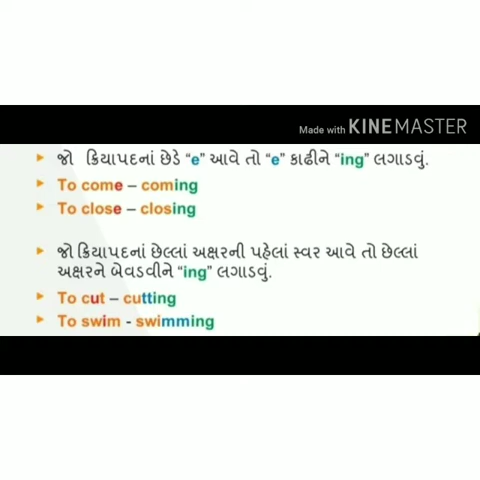 Made with KINEMASTER
જો ક્રિયાપદનાં છેડે “e” આવે તો “e” કાઢીને “ing” લગાડવું.
To come – coming
To close – closing
જો ક્રિયાપદનાં છેલ્લાં અક્ષરની પહેલાં સ્વર આવે તો છેલ્લાં
અક્ષરને બેવડવીને “ing” લગાડવું.
To cut – cutting
To swim - swimming